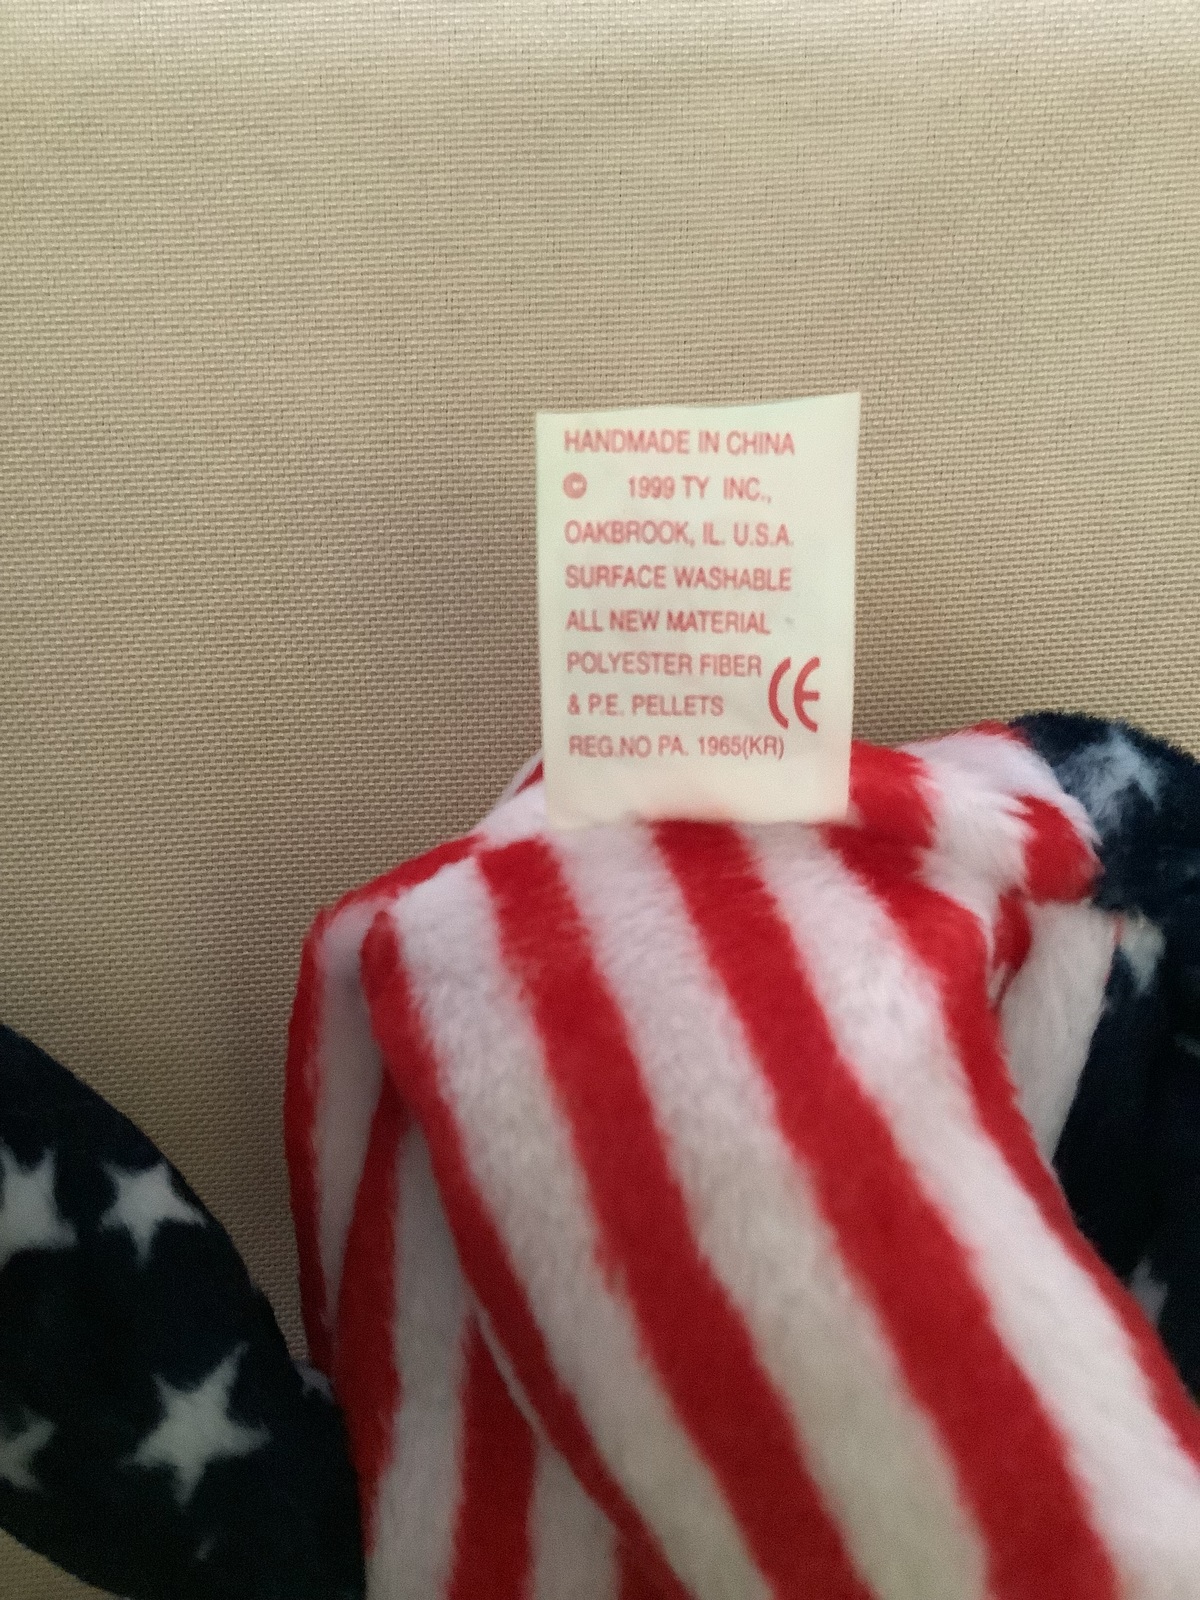 HANDMADE IN CHINA
© 1999 TY INC.,
OAKBROOK, IL. U.S.A.
SURFACE WASHABLE
ALL NEW MATERIAL
POLYESTER FIBER
& P.E. PELLETS CE
REG.NO PA. 1965(KR)